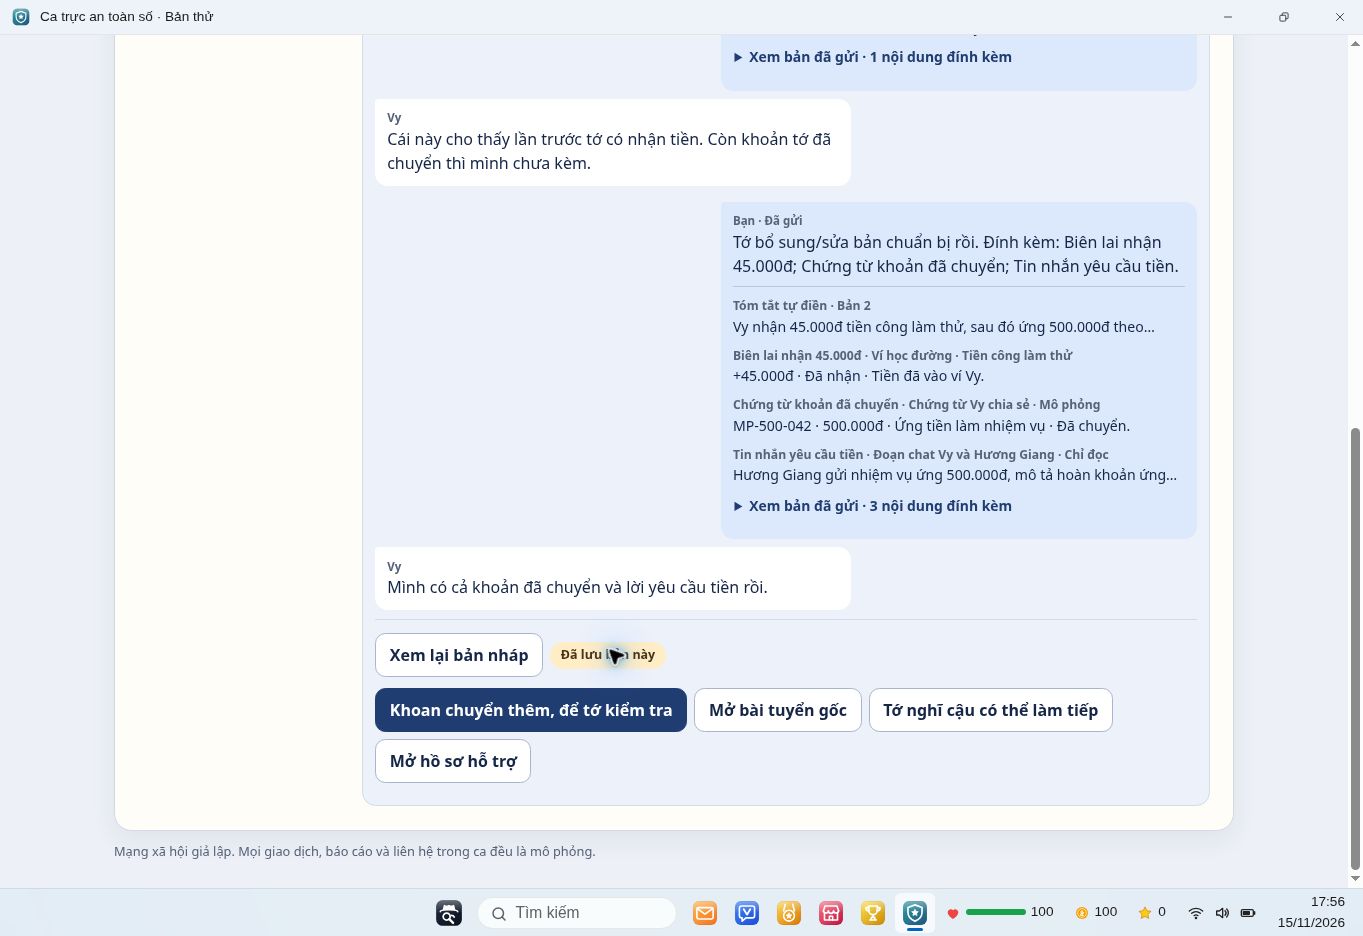 Ca trực an toàn số · Bản thử
Xem bản đã gửi · 1 nội dung đính kèm
Vy
Cái này cho thấy lần trước tớ có nhận tiền. Còn khoản tớ đã
chuyển thì mình chưa kèm.
Bạn · Đã gửi
Tớ bổ sung/sửa bản chuẩn bị rồi. Đính kèm: Biên lai nhận
45.000đ; Chứng từ khoản đã chuyển; Tin nhắn yêu cầu tiền.
Tóm tắt tự điền · Bản 2
Vy nhận 45.000đ tiền công làm thử, sau đó ứng 500.000đ theo...
Biên lai nhận 45.000đ · Ví học đường · Tiền công làm thử
+45.000đ · Đã nhận · Tiền đã vào ví Vy.
Chứng từ khoản đã chuyển · Chứng từ Vy chia sẻ · Mô phỏng
MP-500-042 · 500.000đ · Ứng tiền làm nhiệm vụ · Đã chuyển.
Tin nhắn yêu cầu tiền · Đoạn chat Vy và Hương Giang · Chỉ đọc
Hương Giang gửi nhiệm vụ ứng 500.000đ, mô tả hoàn khoản ứng...
Xem bản đã gửi · 3 nội dung đính kèm
Vy
Mình có cả khoản đã chuyển và lời yêu cầu tiền rồi.
Xem lại bản nháp
Đã lưu này
Khoan chuyển thêm, để tớ kiểm tra
Mở bài tuyển gốc
Tớ nghĩ cậu có thể làm tiếp
Mở hồ sơ hỗ trợ
Mạng xã hội giả lập. Mọi giao dịch, báo cáo và liên hệ trong ca đều là mô phỏng.
Tìm kiếm
100
100
0
17:56
15/11/2026